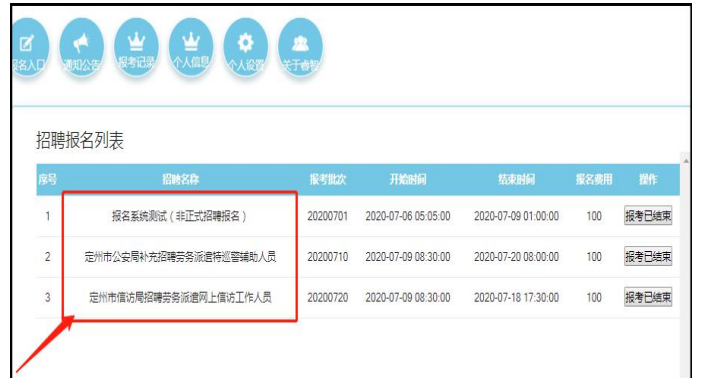 报名入口 通知公告 报考记录 个人信息 个人设置 关于睿智
招聘报名列表
序号 招聘名称 报考批次 开始时间 结束时间 报名费用 操作
1 报名系统测试（非正式招聘报名） 20200701 2020-07-06 05:05:00 2020-07-09 01:00:00 100 报考已结束
2 定州市公安局补充招聘劳务派遣特巡警辅助人员 20200710 2020-07-09 08:30:00 2020-07-20 08:00:00 100 报考已结束
3 定州市信访局招聘劳务派遣网上信访工作人员 20200720 2020-07-09 08:30:00 2020-07-18 17:30:00 100 报考已结束